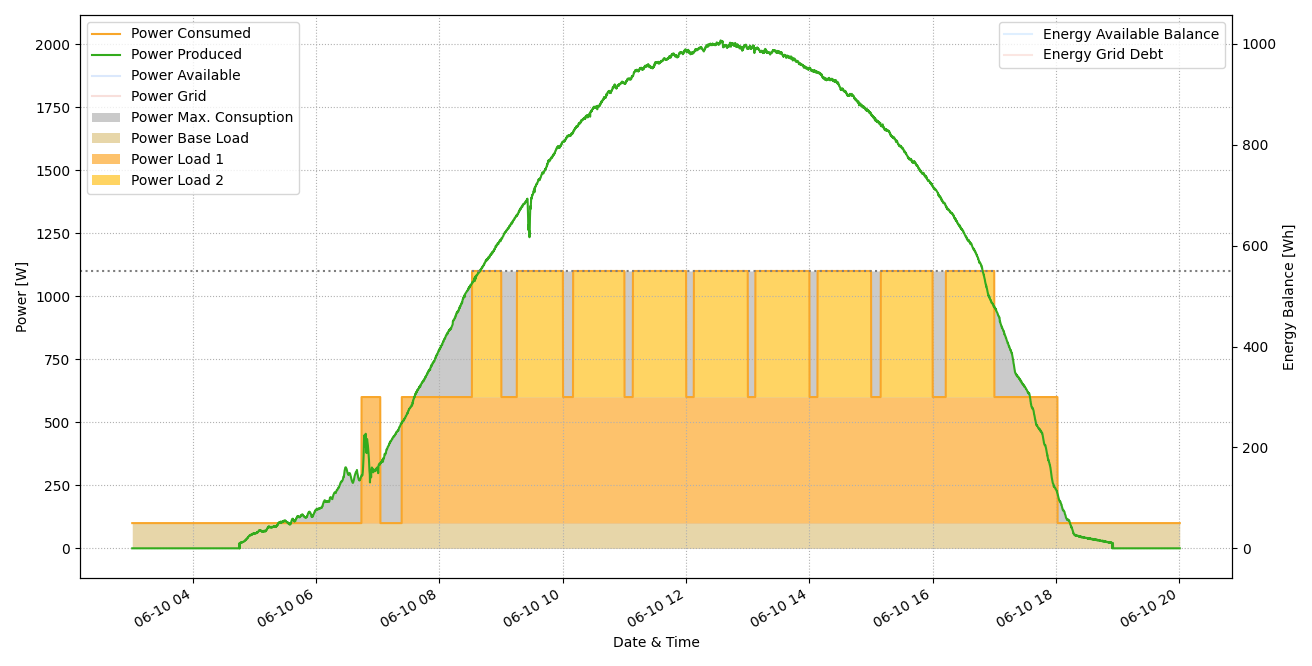 Power Consumed
Power Produced
Power Available
Power Grid
Power Max. Consuption
Power Base Load
Power Load 1
Power Load 2
Energy Available Balance
Energy Grid Debt
2000
1750
1500
1250
1000
750
500
250
0
Power [W]
1000
800
600
400
200
0
Energy Balance [Wh]
06-10 04
06-10 06
06-10 08
06-10 10
06-10 12
06-10 14
06-10 16
06-10 18
06-10 20
Date & Time